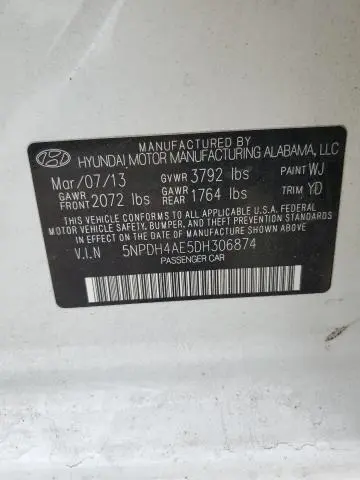 MANUFACTURED BY
HYUNDAI MOTOR MANUFACTURING ALABAMA, LLC
Mar/07/13 GVWR 3792 lbs PAINT WJ
GAWR FRONT 2072 lbs GAWR REAR 1764 lbs TRIM YD
THIS VEHICLE CONFORMS TO ALL APPLICABLE U.S.A. FEDERAL
MOTOR VEHICLE SAFETY, BUMPER, AND THEFT PREVENTION STANDARDS
IN EFFECT ON THE DATE OF MANUFACTURE SHOWN ABOVE.
V.I.N 5NPDH4AE5DH306874
PASSENGER CAR